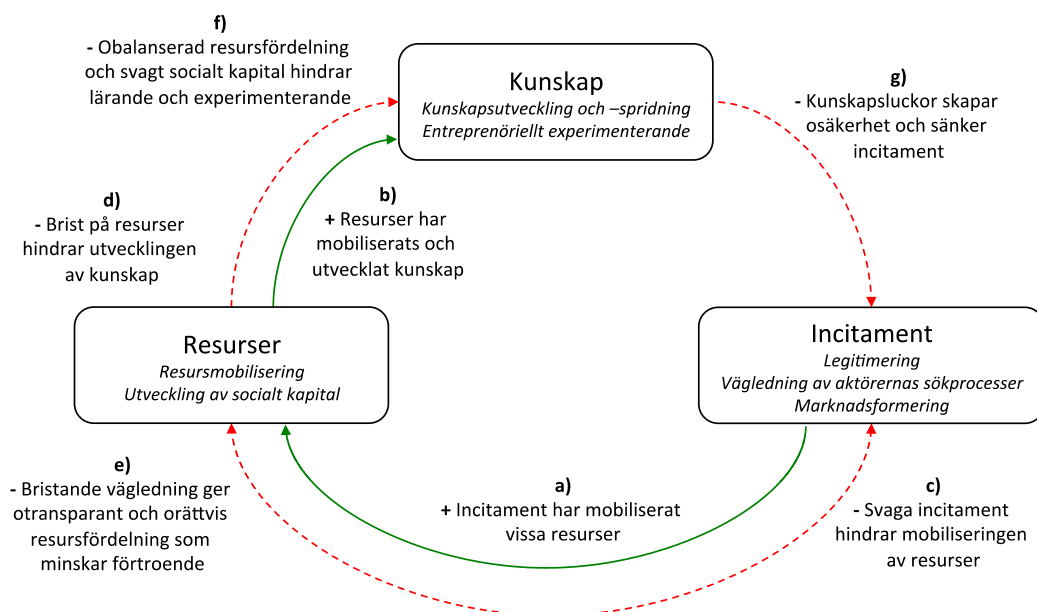 f)
- Obalanserad resursfördelning
och svagt socialt kapital hindrar
lärande och experimenterande
Kunskap
Kunskapsutveckling och –spridning
Entreprenöriellt experimenterande
g)
- Kunskapsluckor skapar
osäkerhet och sänker
incitament
d)
- Brist på resurser
hindrar utvecklingen
av kunskap
b)
+ Resurser har
mobiliserats och
utvecklat kunskap
Resurser
Resursmobilisering
Utveckling av socialt kapital
Incitament
Legitimering
Vägledning av aktörernas sökprocesser
Marknadsformering
e)
- Bristande vägledning ger
otransparant och orättvis
resursfördelning som
minskar förtroende
a)
+ Incitament har mobiliserat
vissa resurser
c)
- Svaga incitament
hindrar mobiliseringen
av resurser